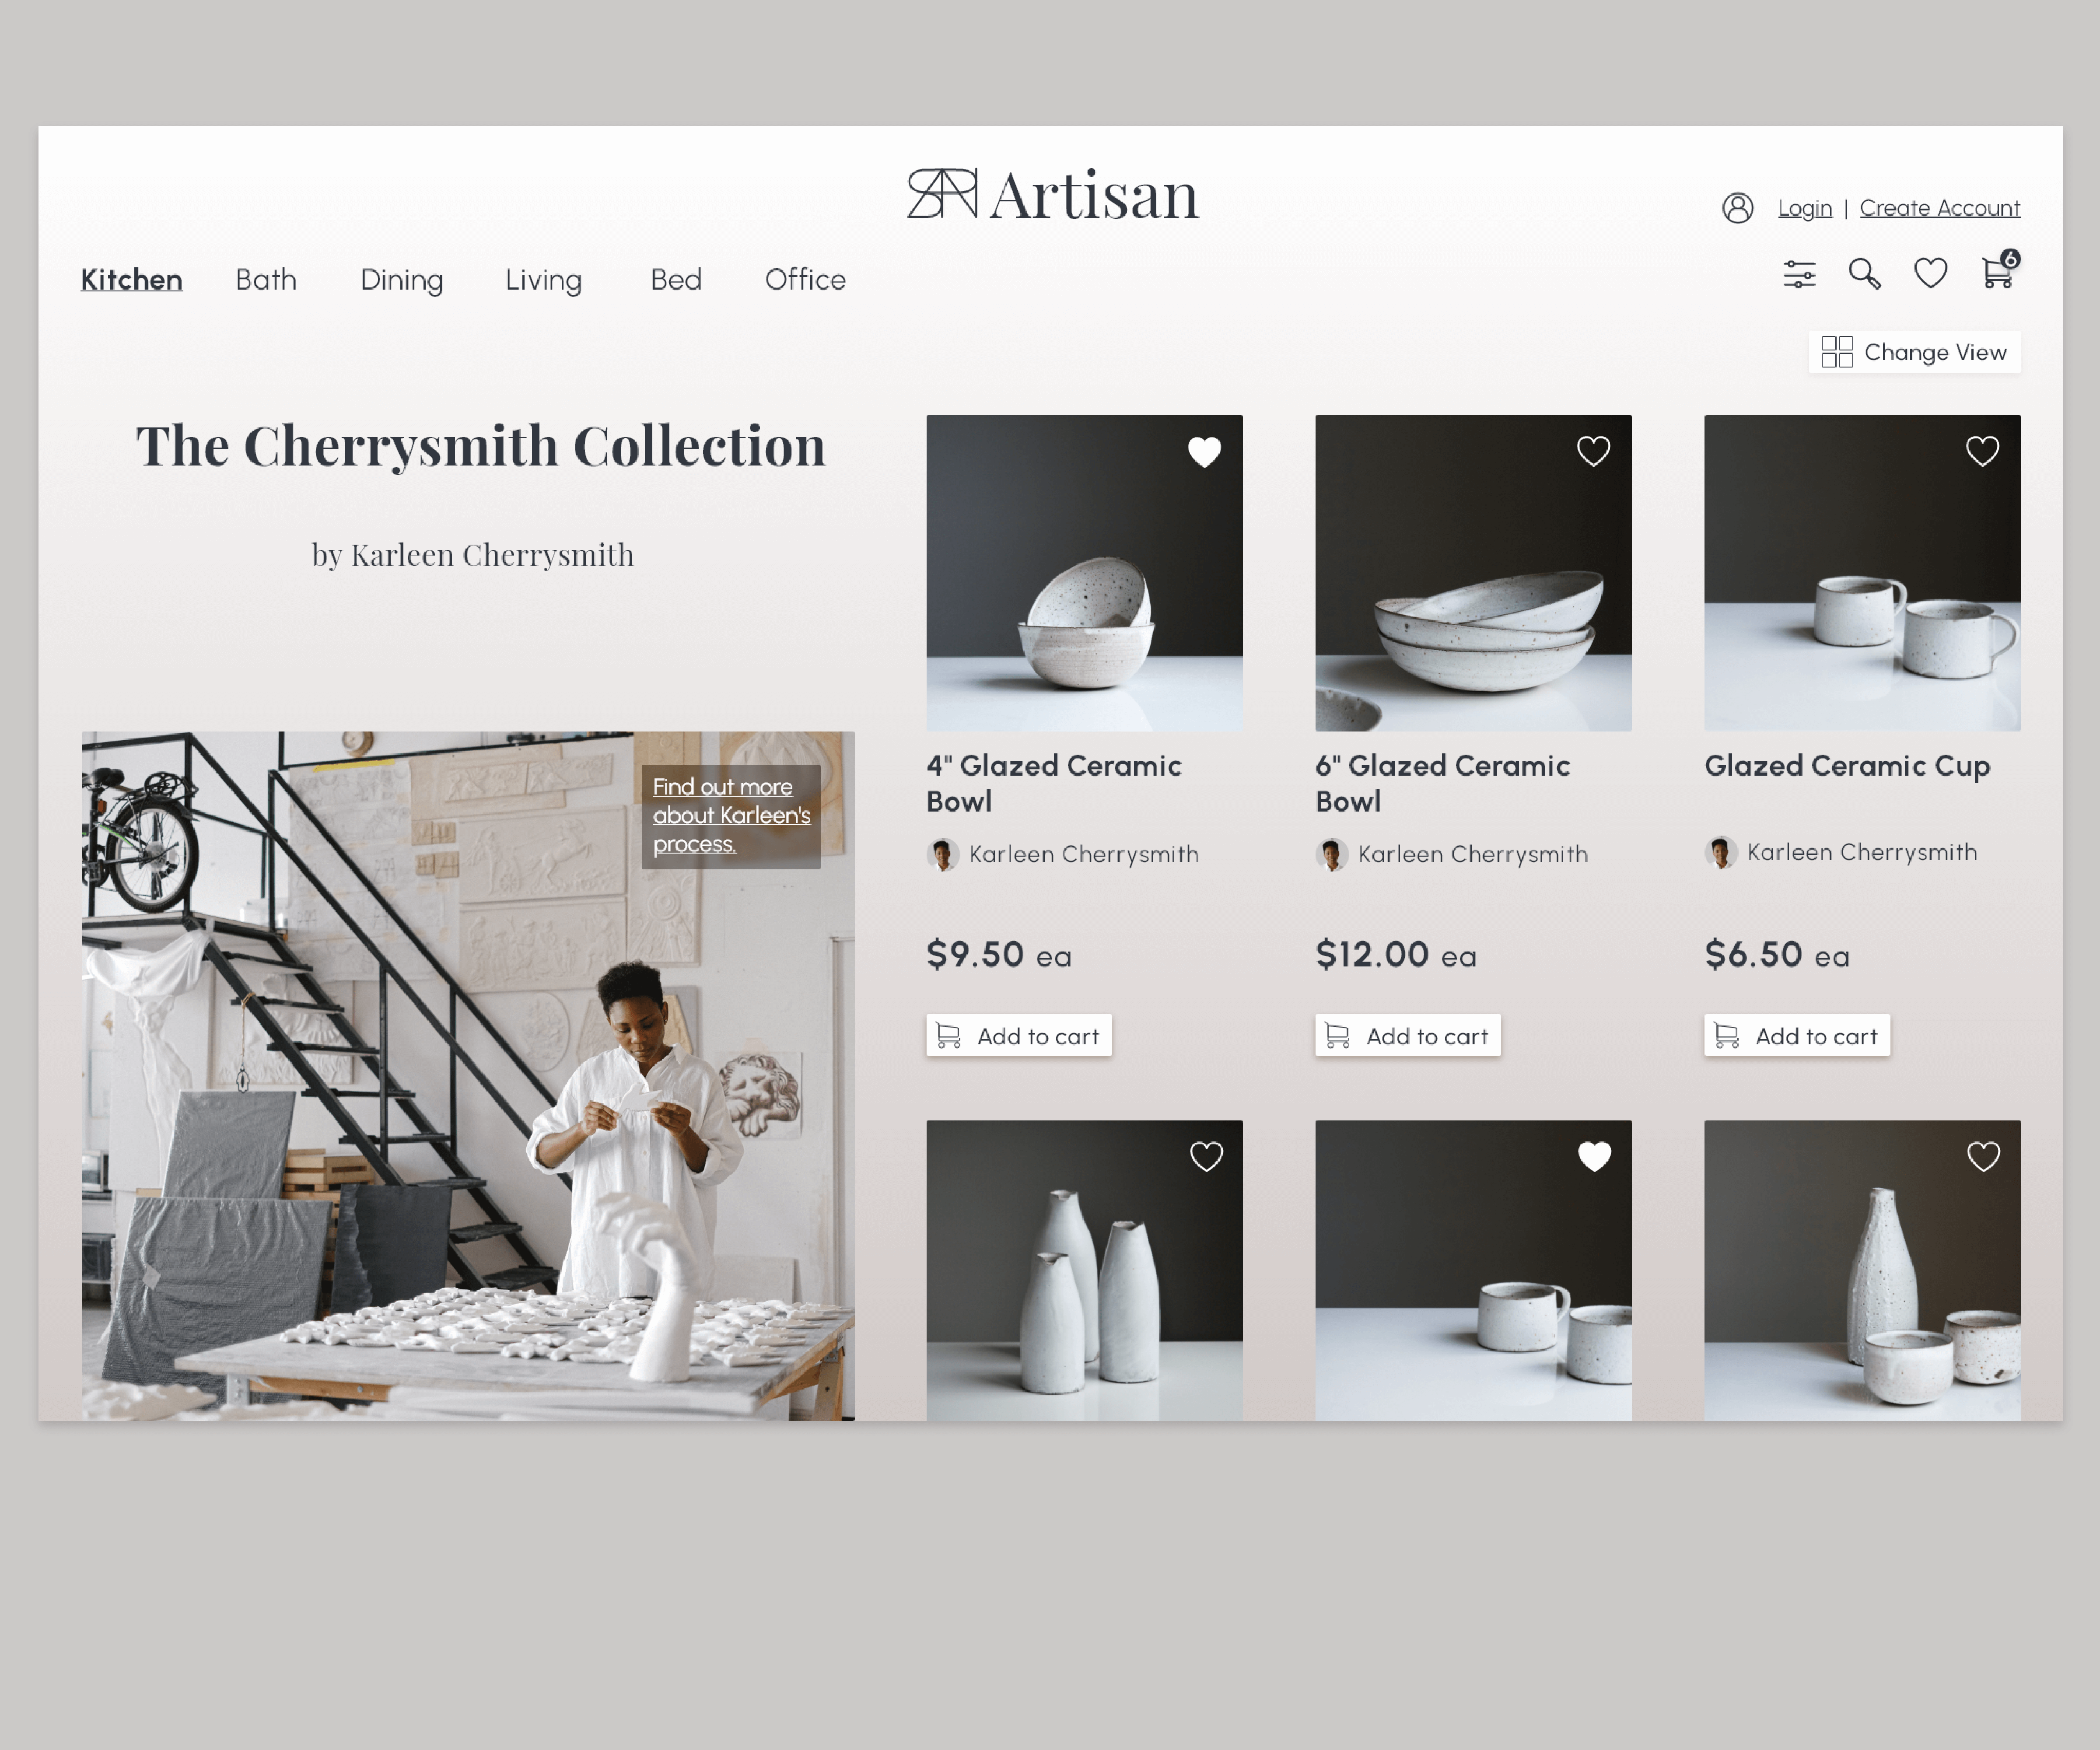 Artisan
Login | Create Account
Kitchen Bath Dining Living Bed Office
6
Change View
The Cherrysmith Collection
by Karleen Cherrysmith
Find out more
about Karleen's
process.
4" Glazed Ceramic
Bowl
Karleen Cherrysmith
$9.50 ea
Add to cart
6" Glazed Ceramic
Bowl
Karleen Cherrysmith
$12.00 ea
Add to cart
Glazed Ceramic Cup
Karleen Cherrysmith
$6.50 ea
Add to cart